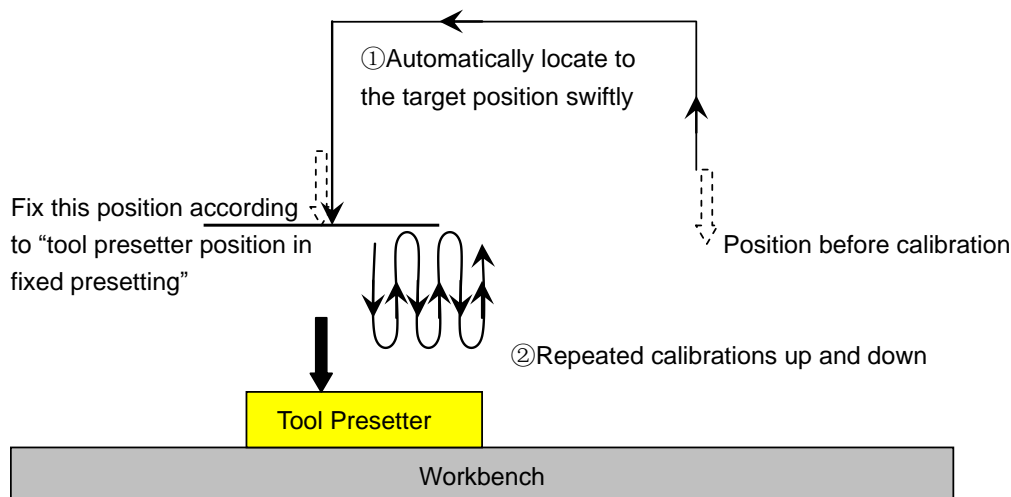 ①Automatically locate to
the target position swiftly
Fix this position according
to “tool presetter position in
fixed presetting”
Position before calibration
②Repeated calibrations up and down
Tool Presetter
Workbench